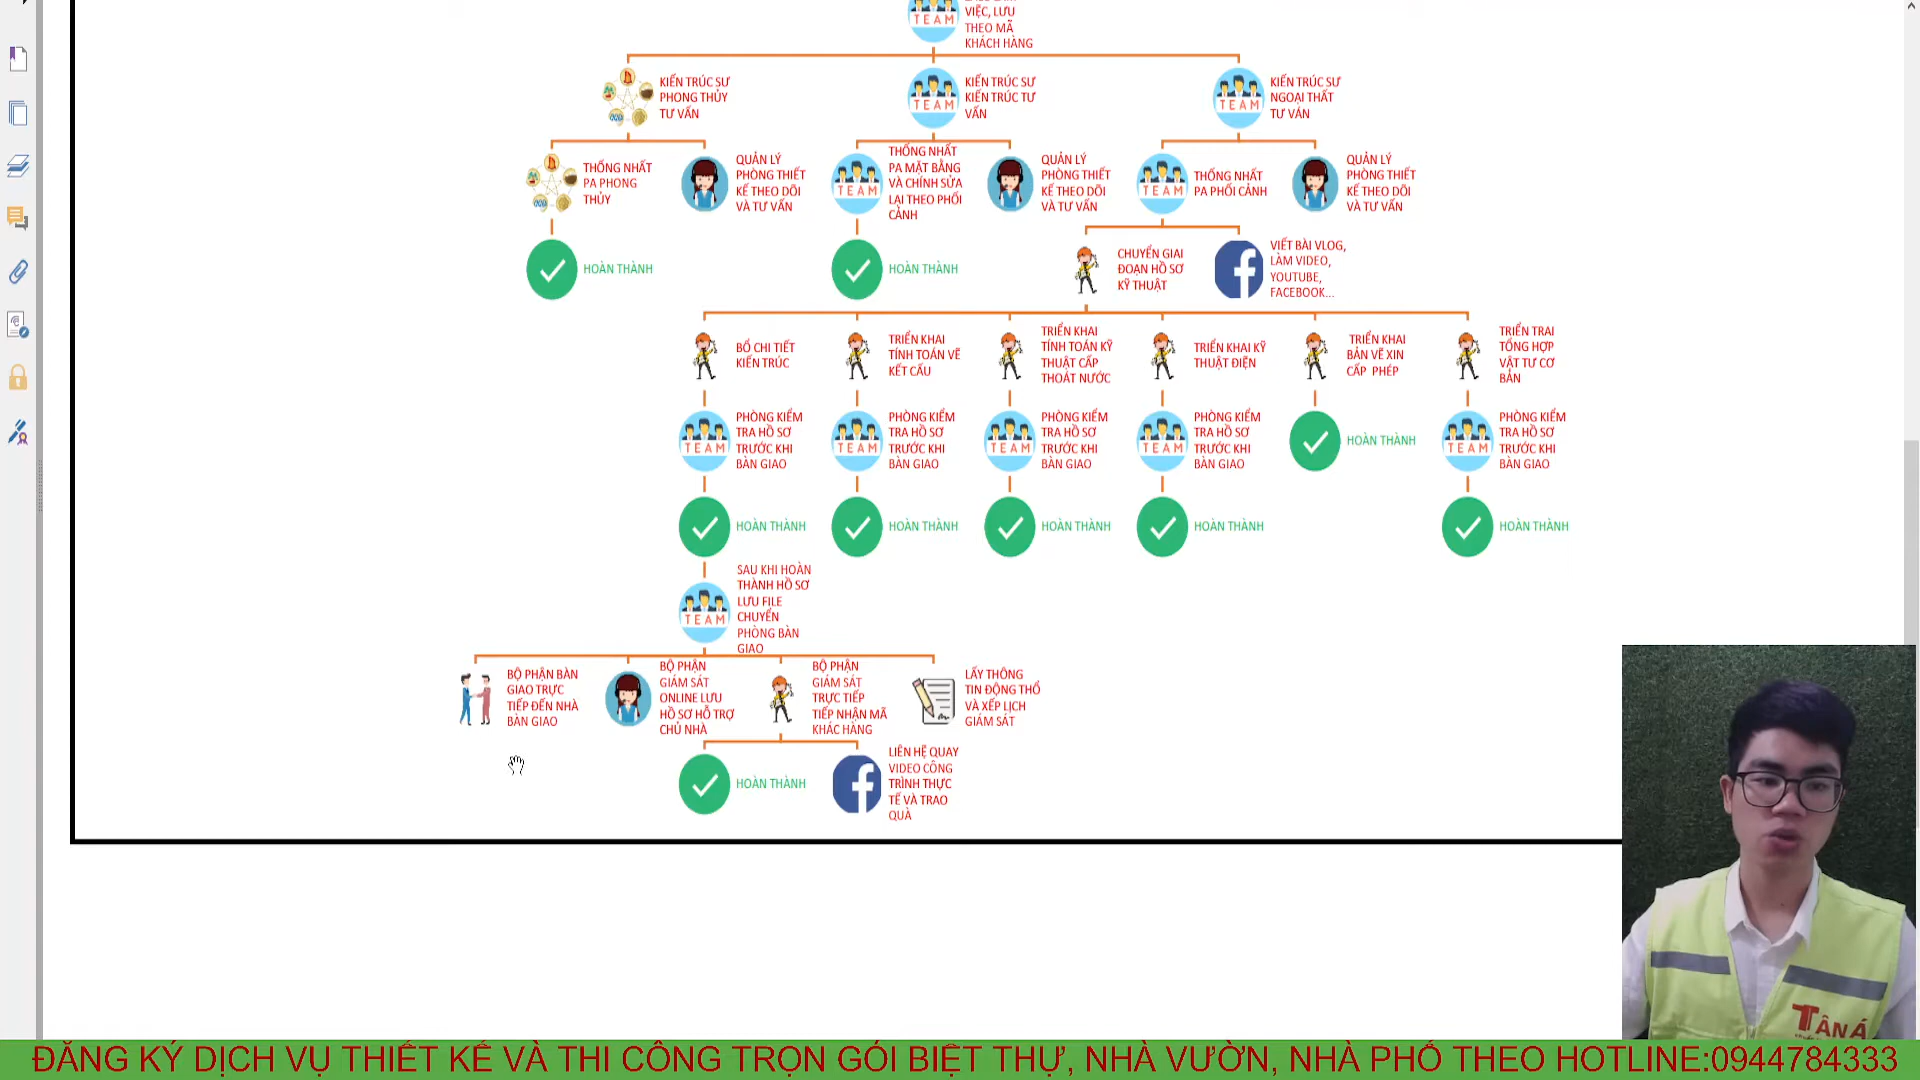 VIỆC, LƯU
THEO MÃ
KHÁCH HÀNG
TEAM
KIẾN TRÚC SƯ
PHONG THỦY
TƯ VẤN
TEAM
KIẾN TRÚC SƯ
KIẾN TRÚC TƯ
VẤN
TEAM
KIẾN TRÚC SƯ
NGOẠI THẤT
TƯ VẤN
THỐNG NHẤT
PA PHONG
THỦY
QUẢN LÝ
PHÒNG THIẾT
KẾ THEO DÕI
VÀ TƯ VẤN
TEAM
THỐNG NHẤT
PA MẶT BẰNG
VÀ CHỈNH SỬA
LẠI THEO PHỐI
CẢNH
QUẢN LÝ
PHÒNG THIẾT
KẾ THEO DÕI
VÀ TƯ VẤN
TEAM
THỐNG NHẤT
PA PHỐI CẢNH
QUẢN LÝ
PHÒNG THIẾT
KẾ THEO DÕI
VÀ TƯ VẤN
HOÀN THÀNH
HOÀN THÀNH
CHUYỂN GIAI
ĐOẠN HỒ SƠ
KỸ THUẬT
VIẾT BÀI VLOG,
LÀM VIDEO,
YOUTUBE,
FACEBOOK...
BỔ CHI TIẾT
KIẾN TRÚC
TRIỂN KHAI
TÍNH TOÁN VẼ
KẾT CẤU
TRIỂN KHAI
TÍNH TOÁN KỸ
THUẬT CẤP
THOÁT NƯỚC
TRIỂN KHAI KỸ
THUẬT ĐIỆN
TRIỂN KHAI
BẢN VẼ XIN
CẤP PHÉP
TRIỂN TRAI
TỔNG HỢP
VẬT TƯ CƠ
BẢN
TEAM
PHÒNG KIỂM
TRA HỒ SƠ
TRƯỚC KHI
BÀN GIAO
TEAM
PHÒNG KIỂM
TRA HỒ SƠ
TRƯỚC KHI
BÀN GIAO
TEAM
PHÒNG KIỂM
TRA HỒ SƠ
TRƯỚC KHI
BÀN GIAO
TEAM
PHÒNG KIỂM
TRA HỒ SƠ
TRƯỚC KHI
BÀN GIAO
HOÀN THÀNH
TEAM
PHÒNG KIỂM
TRA HỒ SƠ
TRƯỚC KHI
BÀN GIAO
HOÀN THÀNH
HOÀN THÀNH
HOÀN THÀNH
HOÀN THÀNH
HOÀN THÀNH
TEAM
SAU KHI HOÀN
THÀNH HỒ SƠ
LƯU FILE
CHUYỂN
PHÒNG BÀN
GIAO
BỘ PHẬN BÀN
GIAO TRỰC
TIẾP ĐẾN NHÀ
BÀN GIAO
BỘ PHẬN
GIÁM SÁT
ONLINE LƯU
HỒ SƠ HỖ TRỢ
CHỦ NHÀ
BỘ PHẬN
GIÁM SÁT
TRỰC TIẾP
TIẾP NHẬN MÃ
KHÁC HÀNG
LẤY THÔNG
TIN ĐỘNG THỔ
VÀ XẾP LỊCH
GIÁM SÁT
HOÀN THÀNH
LIÊN HỆ QUAY
VIDEO CÔNG
TRÌNH THỰC
TẾ VÀ TRAO
QUÀ
TÂN Á
ĐĂNG KÝ DỊCH VỤ THIẾT KẾ VÀ THI CÔNG TRỌN GÓI BIỆT THỰ, NHÀ VƯỜN, NHÀ PHỐ THEO HOTLINE:0944784333